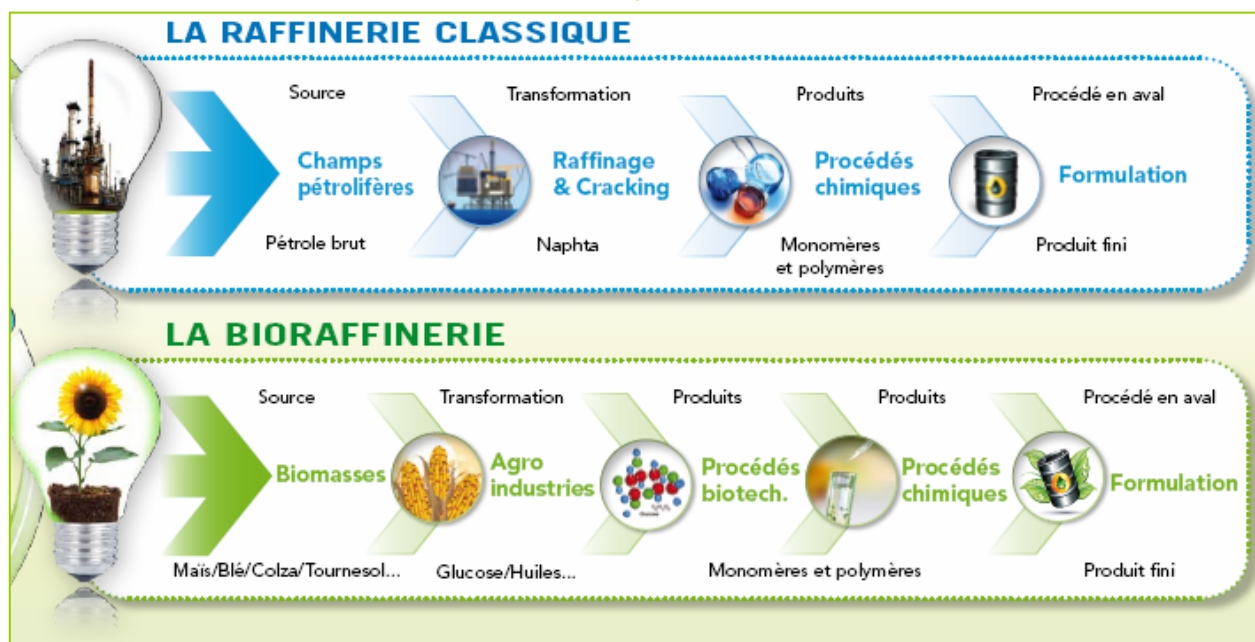 LA RAFFINERIE CLASSIQUE
Source
Transformation
Produits
Procédé en aval
Champs
pétrolifères
Raffinage
& Cracking
Procédés
chimiques
Formulation
Pétrole brut
Naphta
Monomères
et polymères
Produit fini
LA BIORAFFINERIE
Source
Transformation
Produits
Produits
Procédé en aval
Biomasses
Agro
industries
Procédés
biotech.
Procédés
chimiques
Formulation
Maïs/Blé/Colza/Tournesol...
Glucose/Huiles...
Monomères et polymères
Produit fini